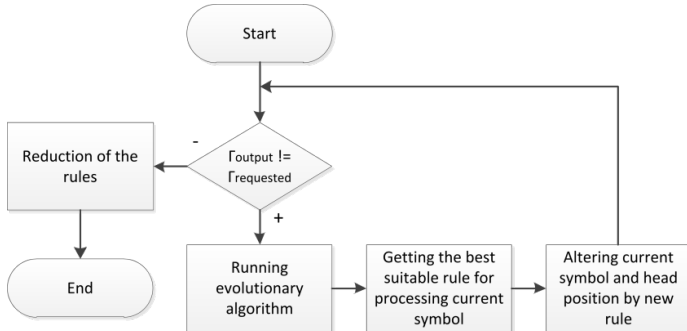 Start
-
Γoutput !=
Γrequested
Reduction of the
rules
+
End
Running
evolutionary
algorithm
Getting the best
suitable rule for
processing current
symbol
Altering current
symbol and head
position by new
rule